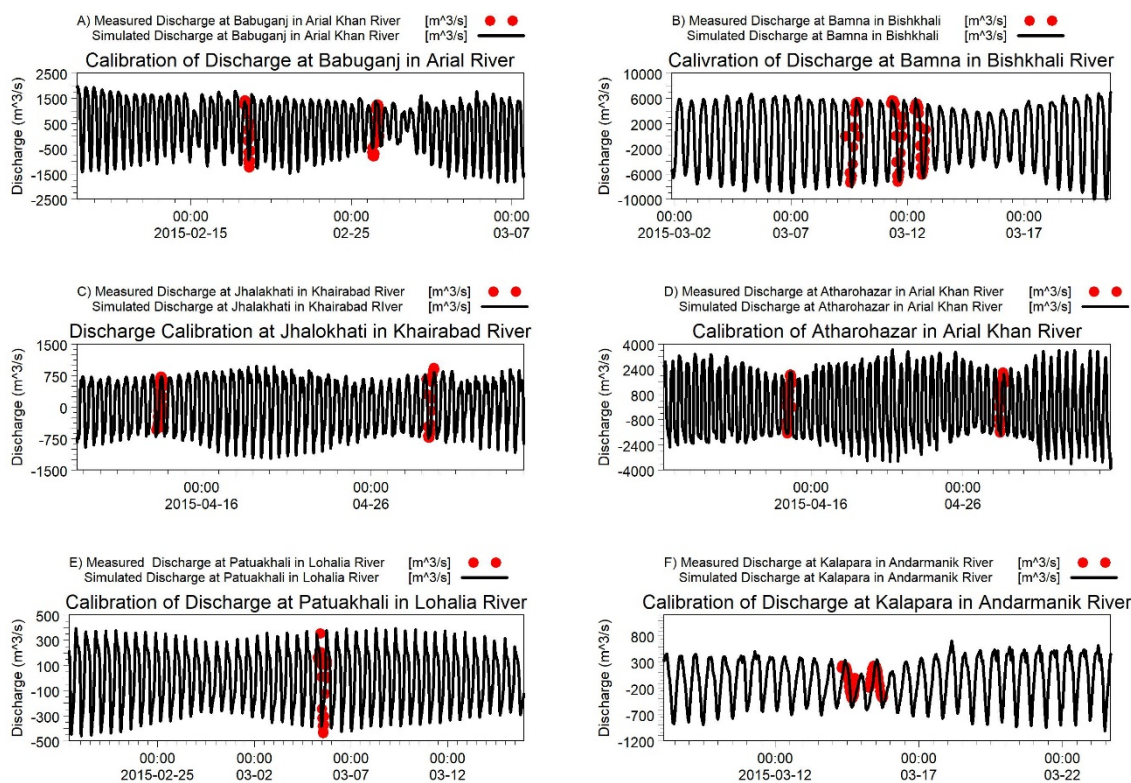 A) Measured Discharge at Babuganj in Arial Khan River [m^3/s]
Simulated Discharge at Babuganj in Arial Khan River [m^3/s]
Calibration of Discharge at Babuganj in Arial River
Discharge (m^3/s)
2500
1500
500
-500
-1500
-2500
00:00 00:00 00:00
2015-02-15 02-25 03-07
B) Measured Discharge at Bamna in Bishkhali [m^3/s]
Simulated Discharge at Bamna in Bishkhali [m^3/s]
Calivration of Discharge at Bamna in Bishkhali River
Discharge (m^3/s)
10000
6000
2000
-2000
-6000
-10000
00:00 00:00 00:00 00:00
2015-03-02 03-07 03-12 03-17
C) Measured Discharge at Jhalakhati in Khairabad River [m^3/s]
Simulated Discharge at Jhalakhati in Khairabad RIver [m^3/s]
Discharge Calibration at Jhalokhati in Khairabad River
Discharge (m^3/s)
1500
750
0
-750
-1500
00:00 00:00
2015-04-16 04-26
D) Measured Discharge at Atharohazar in Arial Khan River [m^3/s]
Simulated Discharge at Atharohazar in Arial Khan River [m^3/s]
Calibration of Atharohazar in Arial Khan River
Discharge (m^3/s)
4000
2400
800
-800
-2400
-4000
00:00 00:00
2015-04-16 04-26
E) Measured Discharge at Patuakhali in Lohalia River [m^3/s]
Simulated Discharge at Patuakhali in Lohalia River [m^3/s]
Calibration of Discharge at Patuakhali in Lohalia River
Discharge (m^3/s)
500
300
100
-100
-300
-500
00:00 00:00 00:00 00:00
2015-02-25 03-02 03-07 03-12
F) Measured Discharge at Kalapara in Andarmanik River [m^3/s]
Simulated Discharge at Kalapara in Andarmanik River [m^3/s]
Calibration of Discharge at Kalapara in Andarmanik River
Discharge (m^3/s)
800
300
-200
-700
-1200
00:00 00:00 00:00
2015-03-12 03-17 03-22